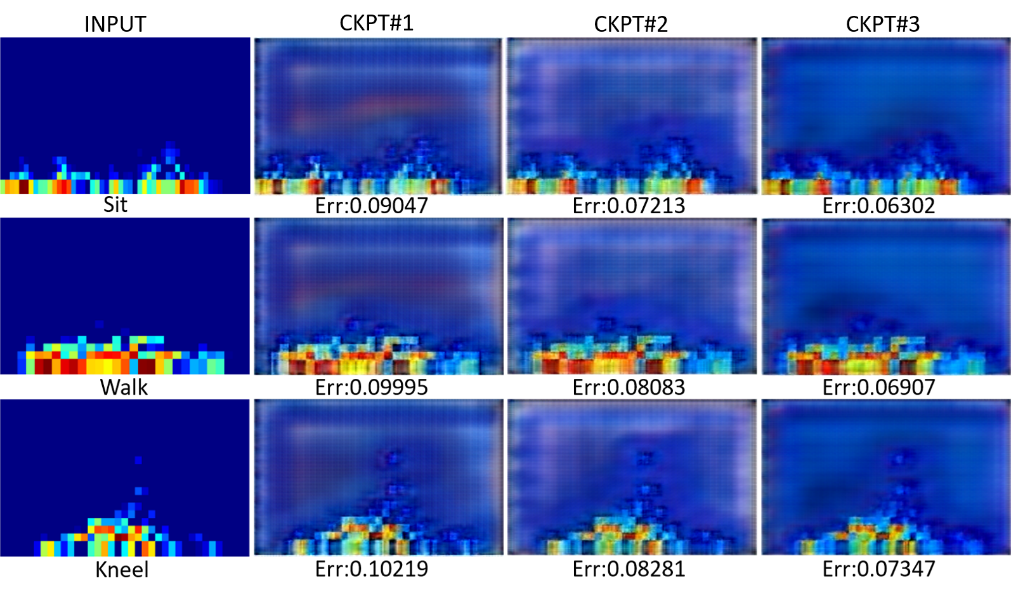 INPUT CKPT#1 CKPT#2 CKPT#3
Sit Err:0.09047 Err:0.07213 Err:0.06302
Walk Err:0.09995 Err:0.08083 Err:0.06907
Kneel Err:0.10219 Err:0.08281 Err:0.07347